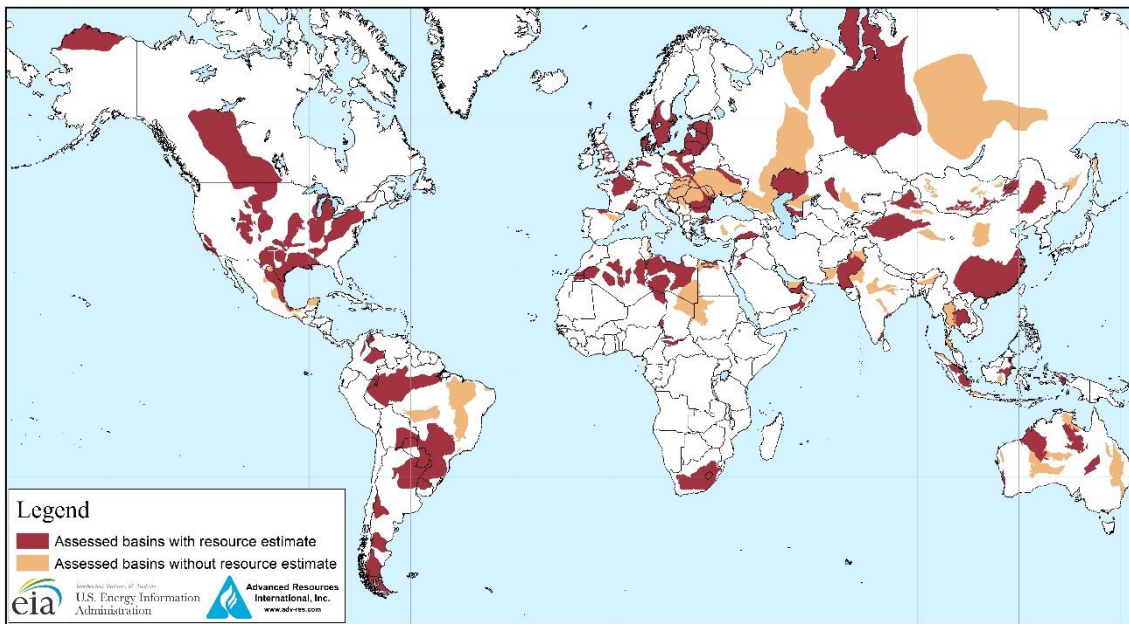 Legend
Assessed basins with resource estimate
Assessed basins without resource estimate
eia
U.S. Energy Information
Administration
Advanced Resources
International, Inc.
www.adv-res.com